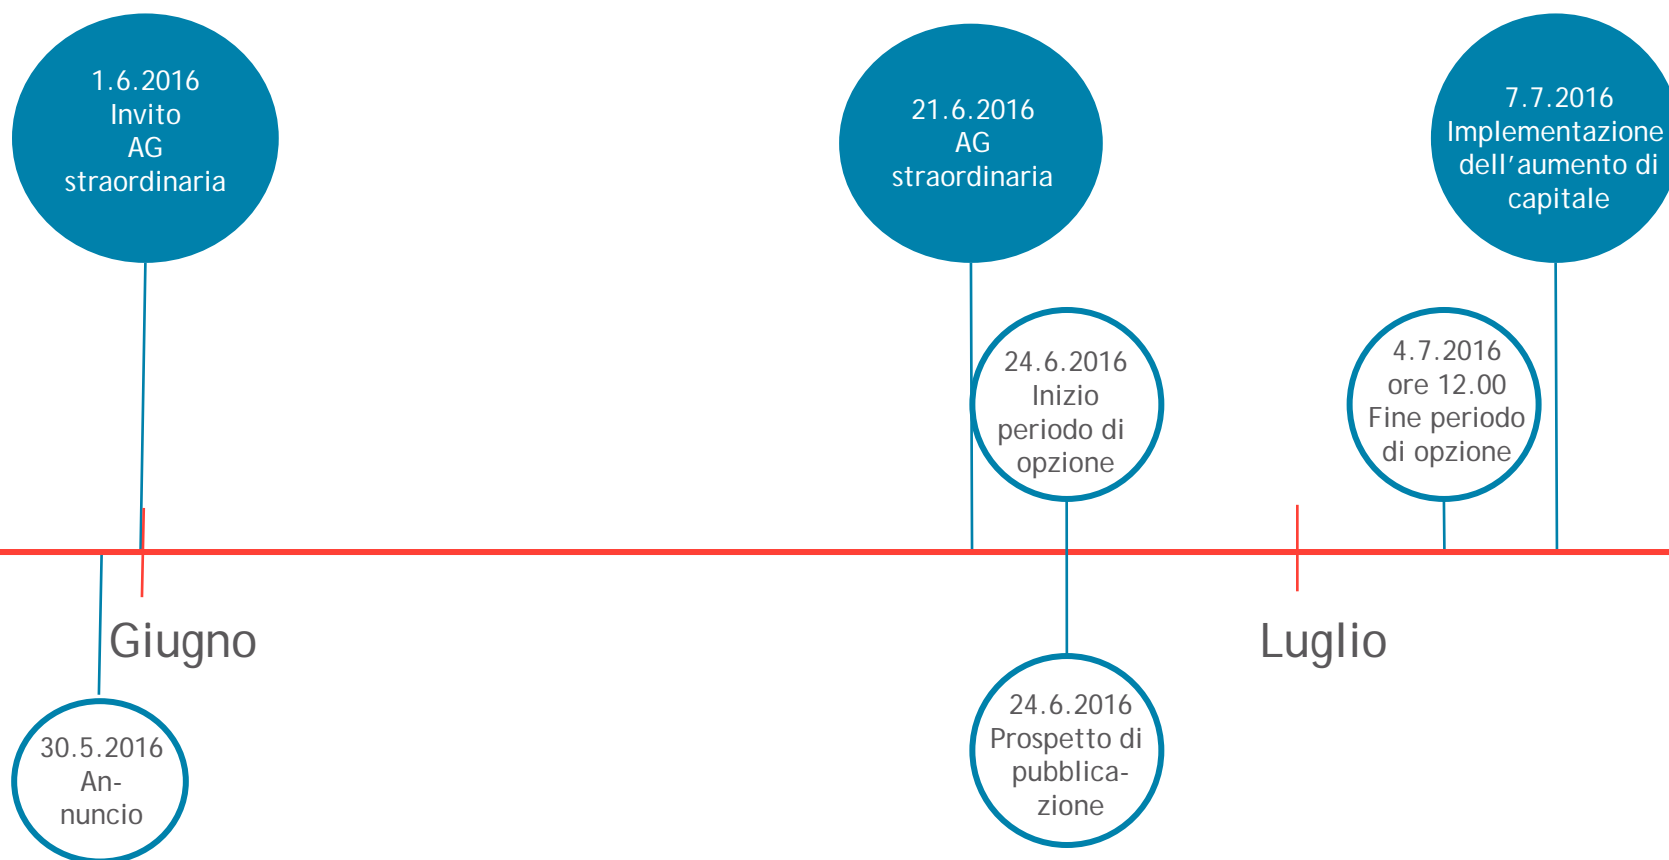 1.6.2016
Invito
AG
straordinaria
21.6.2016
AG
straordinaria
7.7.2016
Implementazione
dell’aumento di
capitale
24.6.2016
Inizio
periodo di
opzione
4.7.2016
ore 12.00
Fine periodo
di opzione
Giugno
Luglio
30.5.2016
An-
nuncio
24.6.2016
Prospetto di
pubblica-
zione